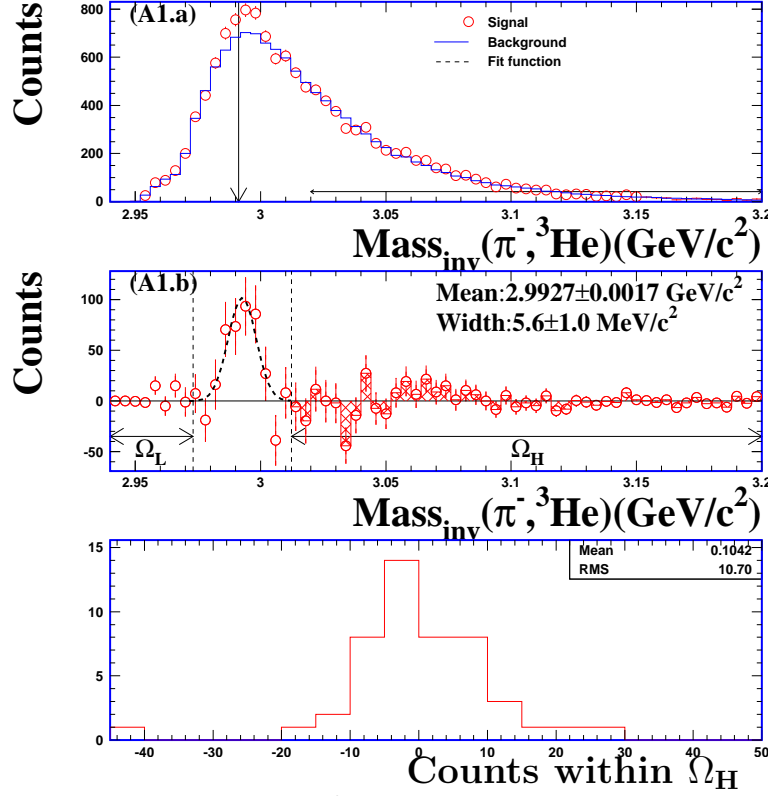 (A1.a)
Counts
800
600
400
200
0
Signal
Background
Fit function
2.95
3
3.05
3.1
3.15
3.2
Mass_inv(π⁻,³He)(GeV/c²)
(A1.b)
Counts
100
50
0
-50
Mean:2.9927±0.0017 GeV/c²
Width:5.6±1.0 MeV/c²
Ω_L
Ω_H
2.95
3
3.05
3.1
3.15
3.2
Mass_inv(π⁻,³He)(GeV/c²)
15
10
5
0
Mean 0.1042
RMS 10.70
-40 -30 -20 -10 0 10 20 30 40 50
Counts within Ω_H